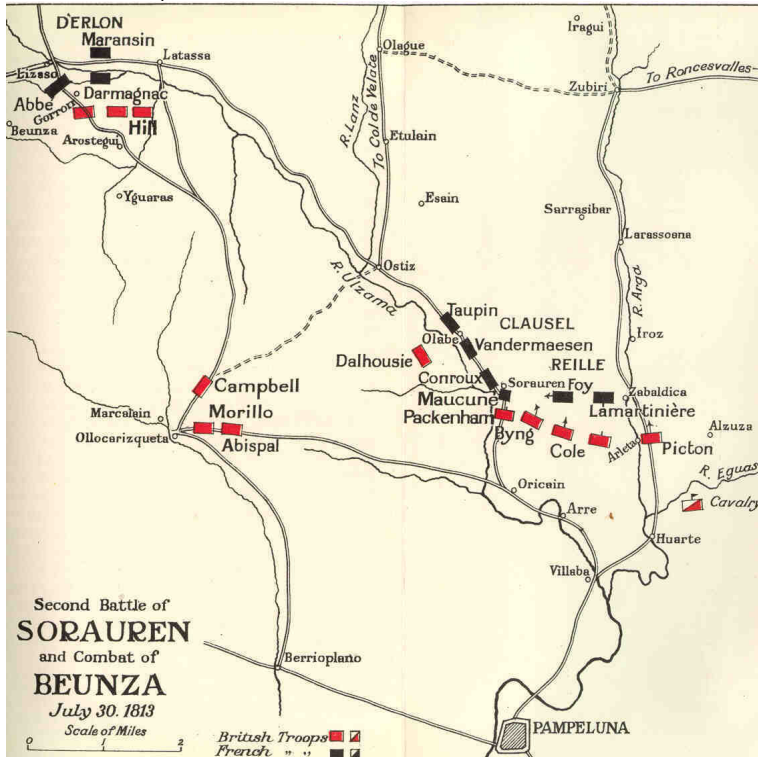 D'ERLON
Maransin
Lizaso
Latassa
Abbé
Darmagnac
Gorron
Hill
Beunza
Arostegui
Yguaras
Olague
Iragui
Zubiri
To Roncesvalles
R. Lanz
To Col de Velate
Etulain
Esain
Sarrasibar
Larassoena
R. Arga
Ostiz
R. Ulzama
Taupin
CLAUSEL
Olabe
Vandermaesen
Iroz
Dalhousie
REILLE
Conroux
Sorauren
Foy
Zabaldica
Maucune
Lamartinière
Packenham
Campbell
Morillo
Marcalain
Ollocarizqueta
Abispal
Byng
Cole
Arleta
Picton
Alzuza
R. Eguas
Cavalry
Oricain
Arre
Huarte
Villaba
Berrioplano
PAMPELUNA
Second Battle of
SORAUREN
and Combat of
BEUNZA
July 30. 1813
Scale of Miles
0 1 2
British Troops
French " "